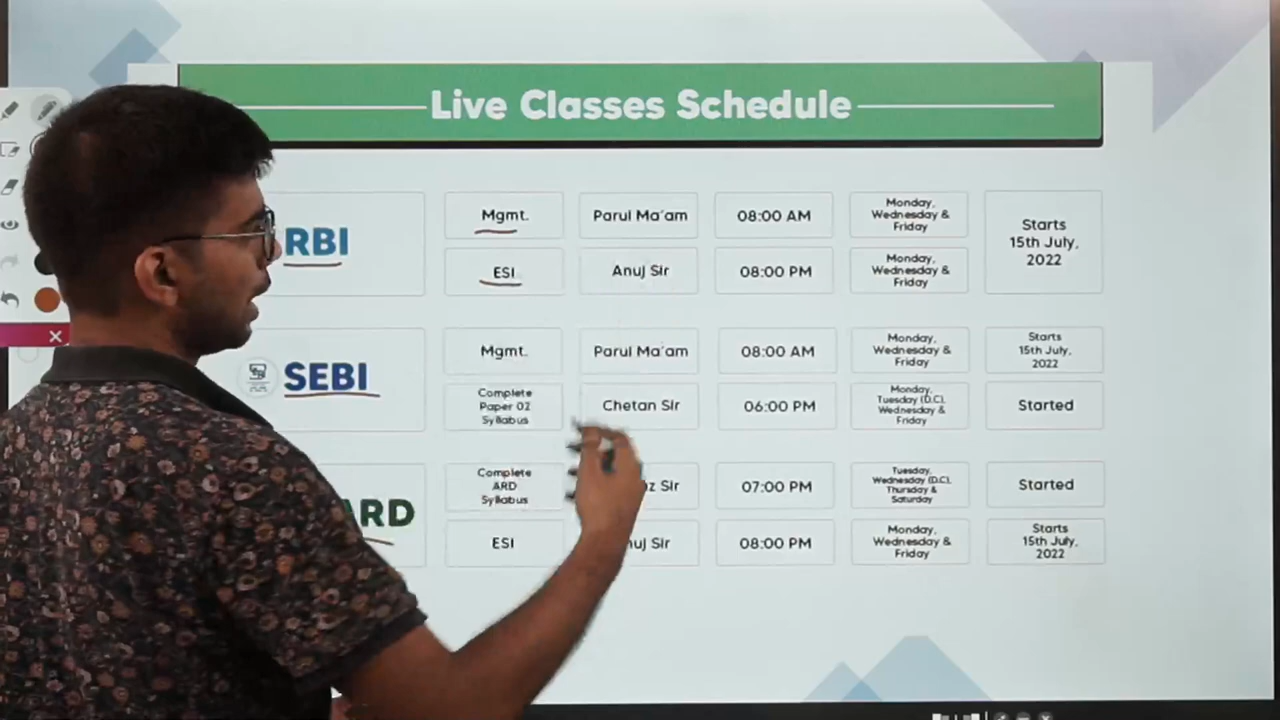 Live Classes Schedule
RBI
Mgmt.
Parul Ma'am
08:00 AM
Monday,
Wednesday &
Friday
Starts
15th July,
2022
ESI
Anuj Sir
08:00 PM
Monday,
Wednesday &
Friday
SEBI
Mgmt.
Parul Ma'am
08:00 AM
Monday,
Wednesday &
Friday
Starts
15th July,
2022
Complete
Paper 02
Syllabus
Chetan Sir
06:00 PM
Monday,
Tuesday (D.C),
Wednesday &
Friday
Started
ARD
Complete
ARD
Syllabus
Sir
07:00 PM
Tuesday,
Wednesday (D.C),
Thursday &
Saturday
Started
ESI
Sir
08:00 PM
Monday,
Wednesday &
Friday
Starts
15th July,
2022